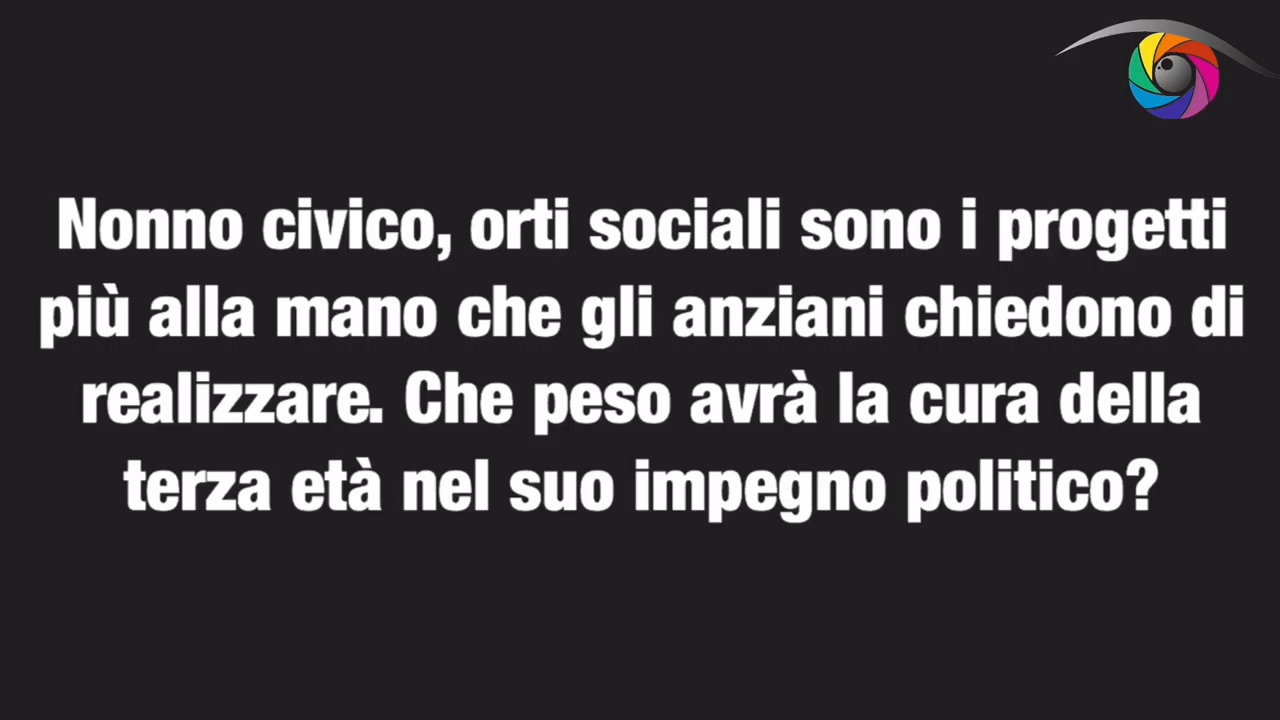 Nonno civico, orti sociali sono i progetti
più alla mano che gli anziani chiedono di
realizzare. Che peso avrà la cura della
terza età nel suo impegno politico?